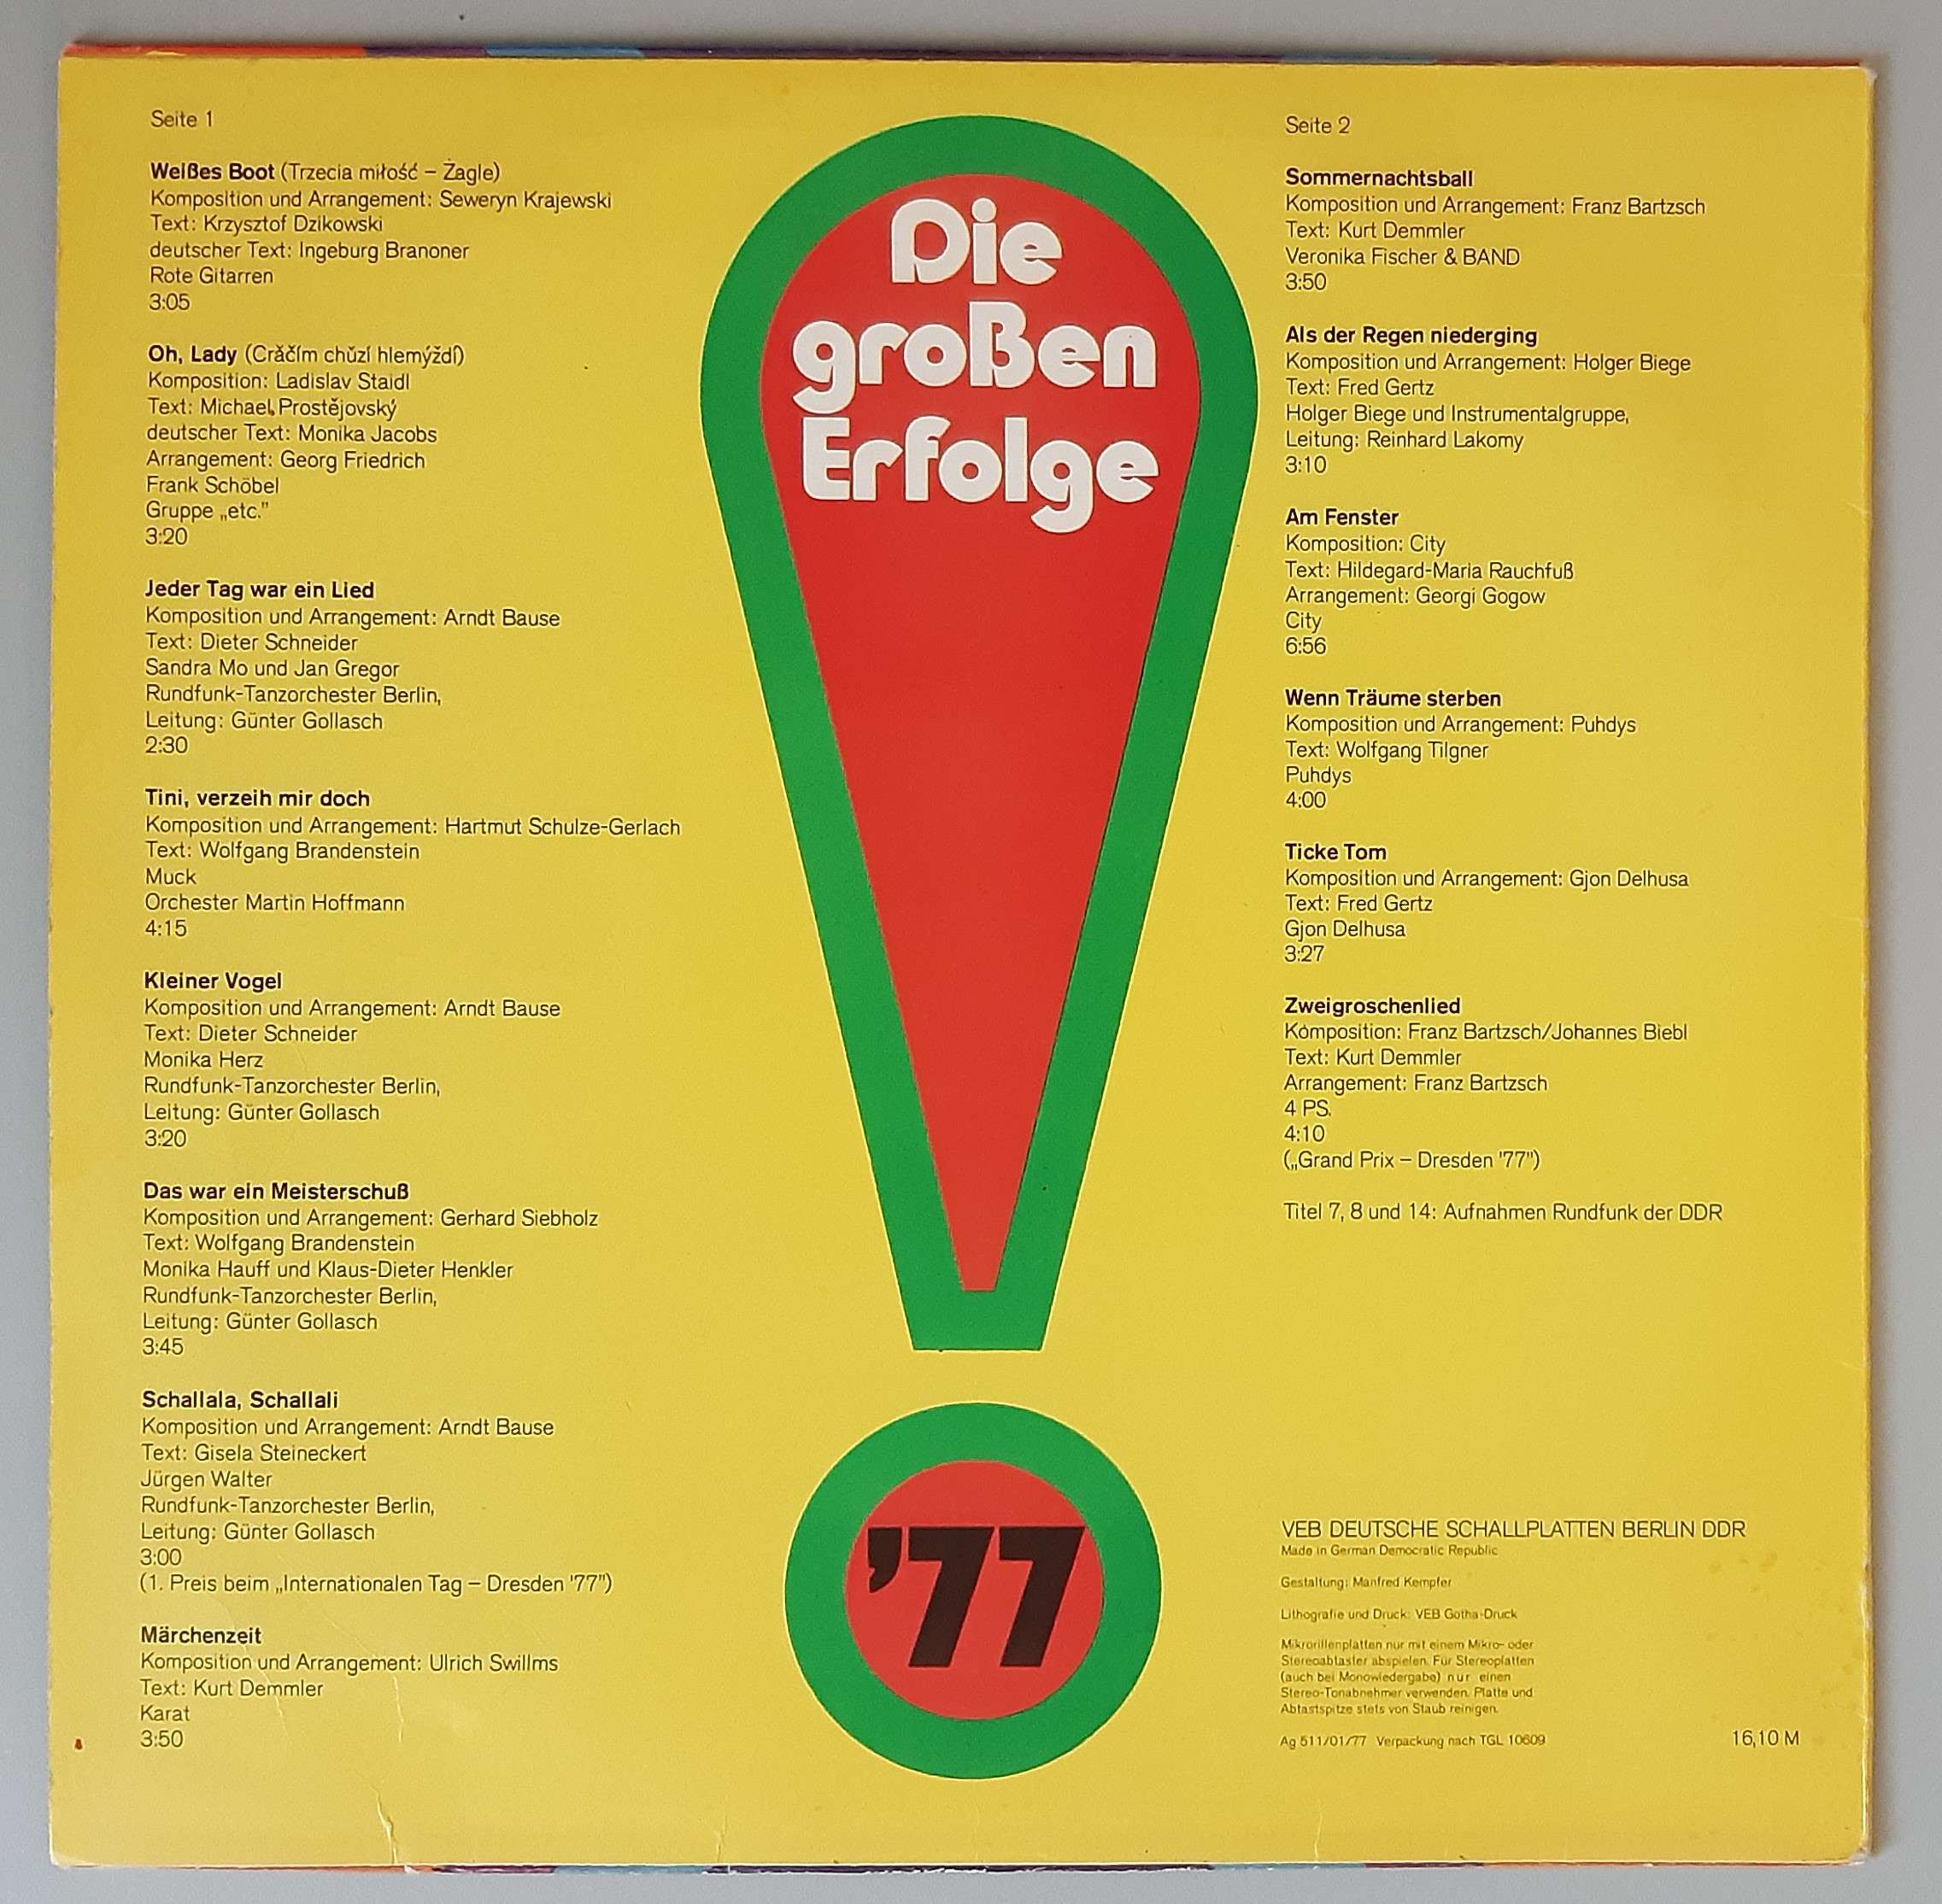 Seite 1
Weißes Boot (Trzecia miłość – Żagle)
Komposition und Arrangement: Seweryn Krajewski
Text: Krzysztof Dzikowski
deutscher Text: Ingeburg Branoner
Rote Gitarren
3:05
Oh, Lady (Crǎčím chǔzí hlemýždí)
Komposition: Ladislav Staidl
Text: Michael Prostějovský
deutscher Text: Monika Jacobs
Arrangement: Georg Friedrich
Frank Schöbel
Gruppe „etc.”
3:20
Jeder Tag war ein Lied
Komposition und Arrangement: Arndt Bause
Text: Dieter Schneider
Sandra Mo und Jan Gregor
Rundfunk-Tanzorchester Berlin,
Leitung: Günter Gollasch
2:30
Tini, verzeih mir doch
Komposition und Arrangement: Hartmut Schulze-Gerlach
Text: Wolfgang Brandenstein
Muck
Orchester Martin Hoffmann
4:15
Kleiner Vogel
Komposition und Arrangement: Arndt Bause
Text: Dieter Schneider
Monika Herz
Rundfunk-Tanzorchester Berlin,
Leitung: Günter Gollasch
3:20
Das war ein Meisterschuß
Komposition und Arrangement: Gerhard Siebholz
Text: Wolfgang Brandenstein
Monika Hauff und Klaus-Dieter Henkler
Rundfunk-Tanzorchester Berlin,
Leitung: Günter Gollasch
3:45
Schallala, Schallali
Komposition und Arrangement: Arndt Bause
Text: Gisela Steineckert
Jürgen Walter
Rundfunk-Tanzorchester Berlin,
Leitung: Günter Gollasch
3:00
(1. Preis beim „Internationalen Tag – Dresden '77”)
Märchenzeit
Komposition und Arrangement: Ulrich Swillms
Text: Kurt Demmler
Karat
3:50
Die
großen
Erfolge
'77
Seite 2
Sommernachtsball
Komposition und Arrangement: Franz Bartzsch
Text: Kurt Demmler
Veronika Fischer & BAND
3:50
Als der Regen niederging
Komposition und Arrangement: Holger Biege
Text: Fred Gertz
Holger Biege und Instrumentalgruppe,
Leitung: Reinhard Lakomy
3:10
Am Fenster
Komposition: City
Text: Hildegard-Maria Rauchfuß
Arrangement: Georgi Gogow
City
6:56
Wenn Träume sterben
Komposition und Arrangement: Puhdys
Text: Wolfgang Tilgner
Puhdys
4:00
Ticke Tom
Komposition und Arrangement: Gjon Delhusa
Text: Fred Gertz
Gjon Delhusa
3:27
Zweigroschenlied
Komposition: Franz Bartzsch/Johannes Biebl
Text: Kurt Demmler
Arrangement: Franz Bartzsch
4 PS.
4:10
(„Grand Prix – Dresden '77”)
Titel 7, 8 und 14: Aufnahmen Rundfunk der DDR
VEB DEUTSCHE SCHALLPLATTEN BERLIN DDR
Made in German Democratic Republic
Gestaltung: Manfred Kempfer
Lithografie und Druck: VEB Gotha-Druck
Mikrorillenplatten nur mit einem Mikro- oder
Stereoabtaster abspielen. Für Stereoplatten
(auch bei Monowiedergabe) nur einen
Stereo-Tonabnehmer verwenden. Platte und
Abtastspitze stets von Staub reinigen.
Ag 511/01/77 Verpackung nach TGL 10609
16,10 M